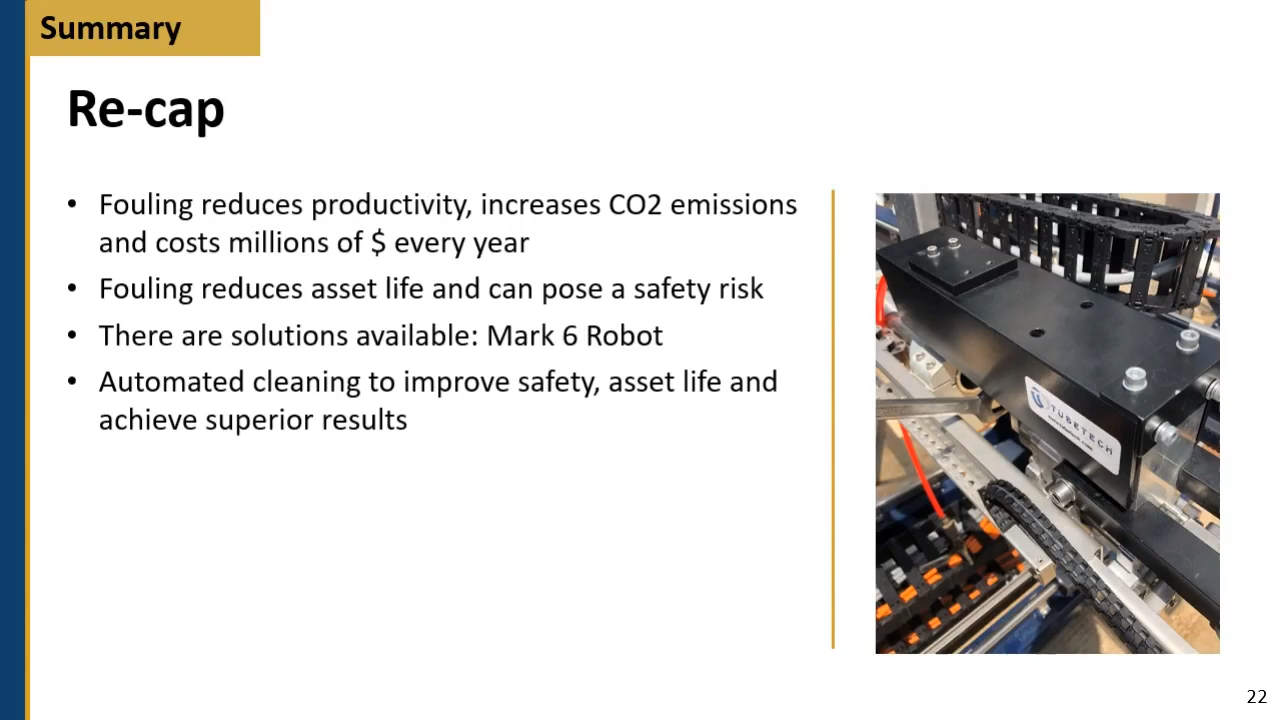 Summary
Re-cap
• Fouling reduces productivity, increases CO2 emissions
and costs millions of $ every year
• Fouling reduces asset life and can pose a safety risk
• There are solutions available: Mark 6 Robot
• Automated cleaning to improve safety, asset life and
achieve superior results
TUBETECH
22